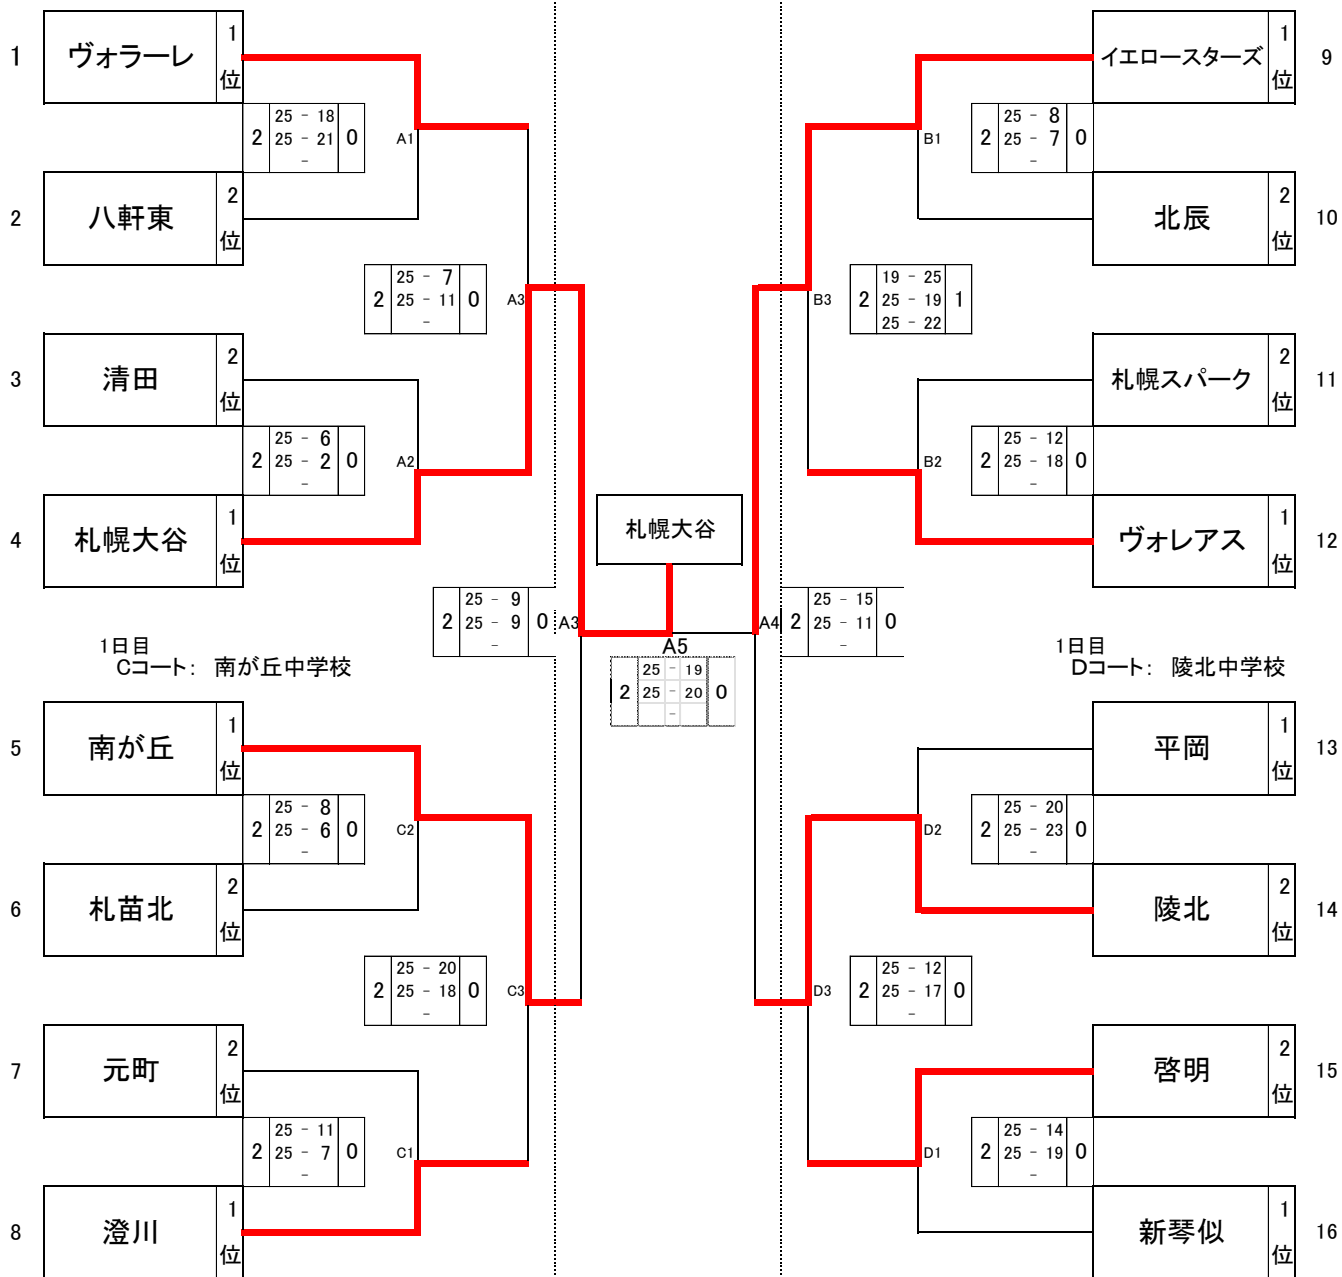 1 ヴォラーレ 1位
2 25 - 18 0
25 - 21
-
A1
2 八軒東 2位
2 25 - 7 0
25 - 11
-
A3
3 清田 2位
2 25 - 6 0
25 - 2
-
A2
4 札幌大谷 1位
2 25 - 9 0
25 - 9
-
A3
1日目
Cコート： 南が丘中学校
5 南が丘 1位
2 25 - 8 0
25 - 6
-
C2
6 札苗北 2位
2 25 - 20 0
25 - 18
-
C3
7 元町 2位
2 25 - 11 0
25 - 7
-
C1
8 澄川 1位
札幌大谷
A5
2 25 - 19 0
25 - 20
-
イエロースターズ 1位 9
B1
2 25 - 8 0
25 - 7
-
北辰 2位 10
B3
2 19 - 25 1
25 - 19
25 - 22
札幌スパーク 2位 11
B2
2 25 - 12 0
25 - 18
-
ヴォレアス 1位 12
A4
2 25 - 15 0
25 - 11
-
1日目
Dコート： 陵北中学校
平岡 1位 13
D2
2 25 - 20 0
25 - 23
-
陵北 2位 14
D3
2 25 - 12 0
25 - 17
-
啓明 2位 15
D1
2 25 - 14 0
25 - 19
-
新琴似 1位 16